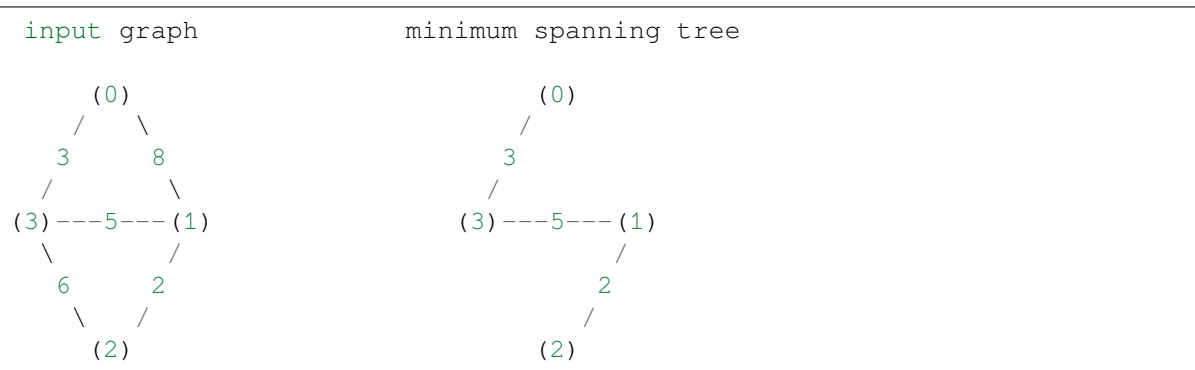 input graph             minimum spanning tree
     (0)                         (0)
    /   \                       /
   3     8                     3
  /       \                   /
(3)---5---(1)               (3)---5---(1)
  \       /                           /
   6     2                           2
    \   /                           /
     (2)                         (2)